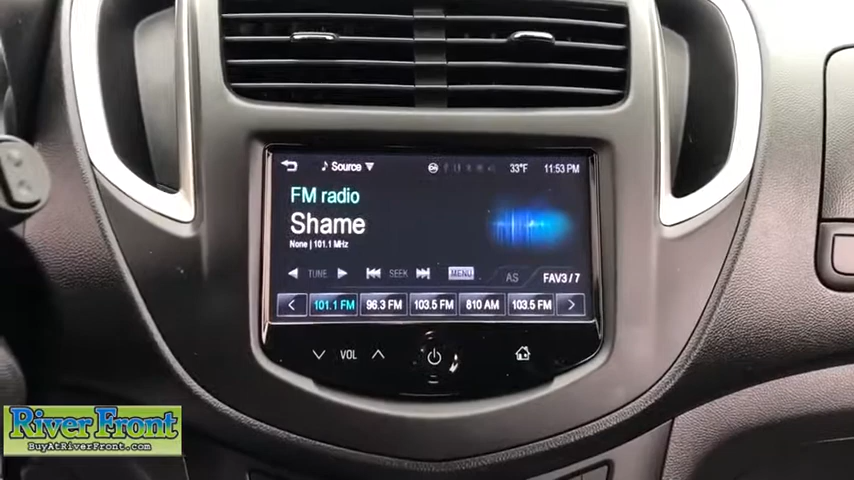 Source 33°F 11:53 PM
FM radio
Shame
None | 101.1 MHz
TUNE SEEK MENU AS FAV3 / 7
101.1 FM 96.3 FM 103.5 FM 810 AM 103.5 FM
VOL
River Front
BuyAtRiverFront.com